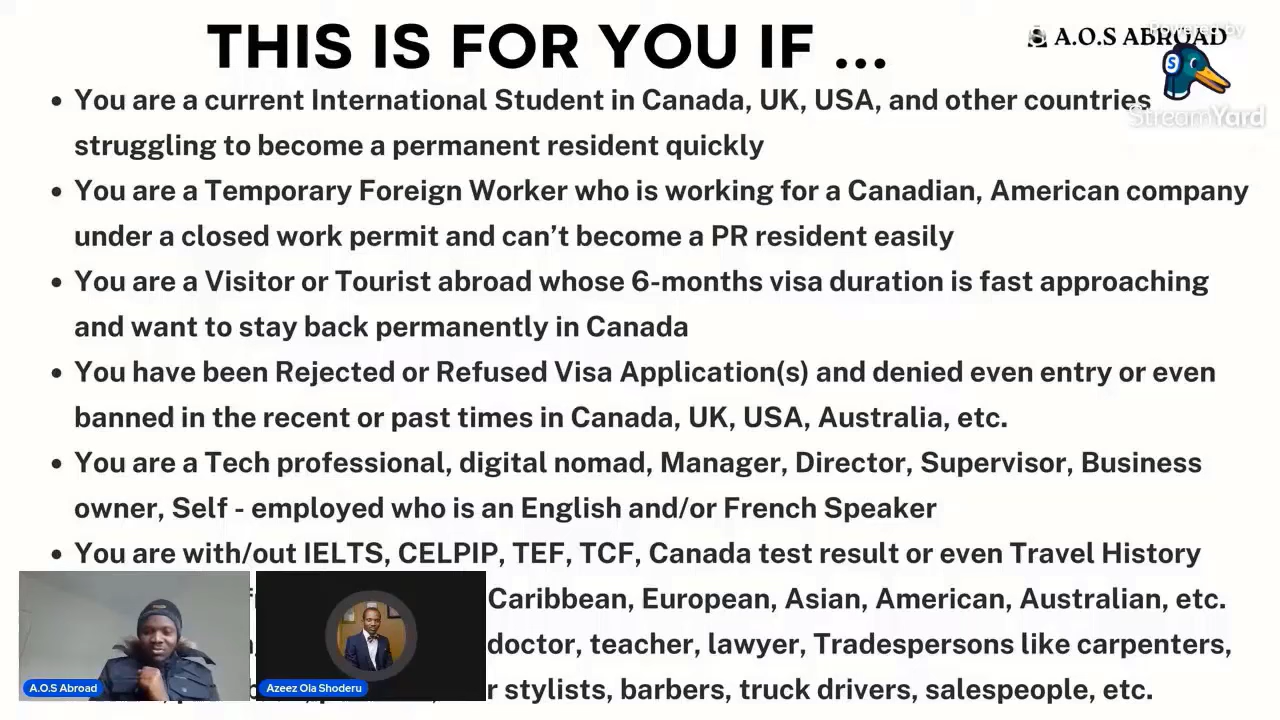 THIS IS FOR YOU IF ...
A.O.S ABROAD
Powered by
StreamYard
• You are a current International Student in Canada, UK, USA, and other countries
struggling to become a permanent resident quickly
• You are a Temporary Foreign Worker who is working for a Canadian, American company
under a closed work permit and can’t become a PR resident easily
• You are a Visitor or Tourist abroad whose 6-months visa duration is fast approaching
and want to stay back permanently in Canada
• You have been Rejected or Refused Visa Application(s) and denied even entry or even
banned in the recent or past times in Canada, UK, USA, Australia, etc.
• You are a Tech professional, digital nomad, Manager, Director, Supervisor, Business
owner, Self - employed who is an English and/or French Speaker
• You are with/out IELTS, CELPIP, TEF, TCF, Canada test result or even Travel History
Caribbean, European, Asian, American, Australian, etc.
doctor, teacher, lawyer, Tradespersons like carpenters,
stylists, barbers, truck drivers, salespeople, etc.
A.O.S Abroad
Azeez Ola Shoderu